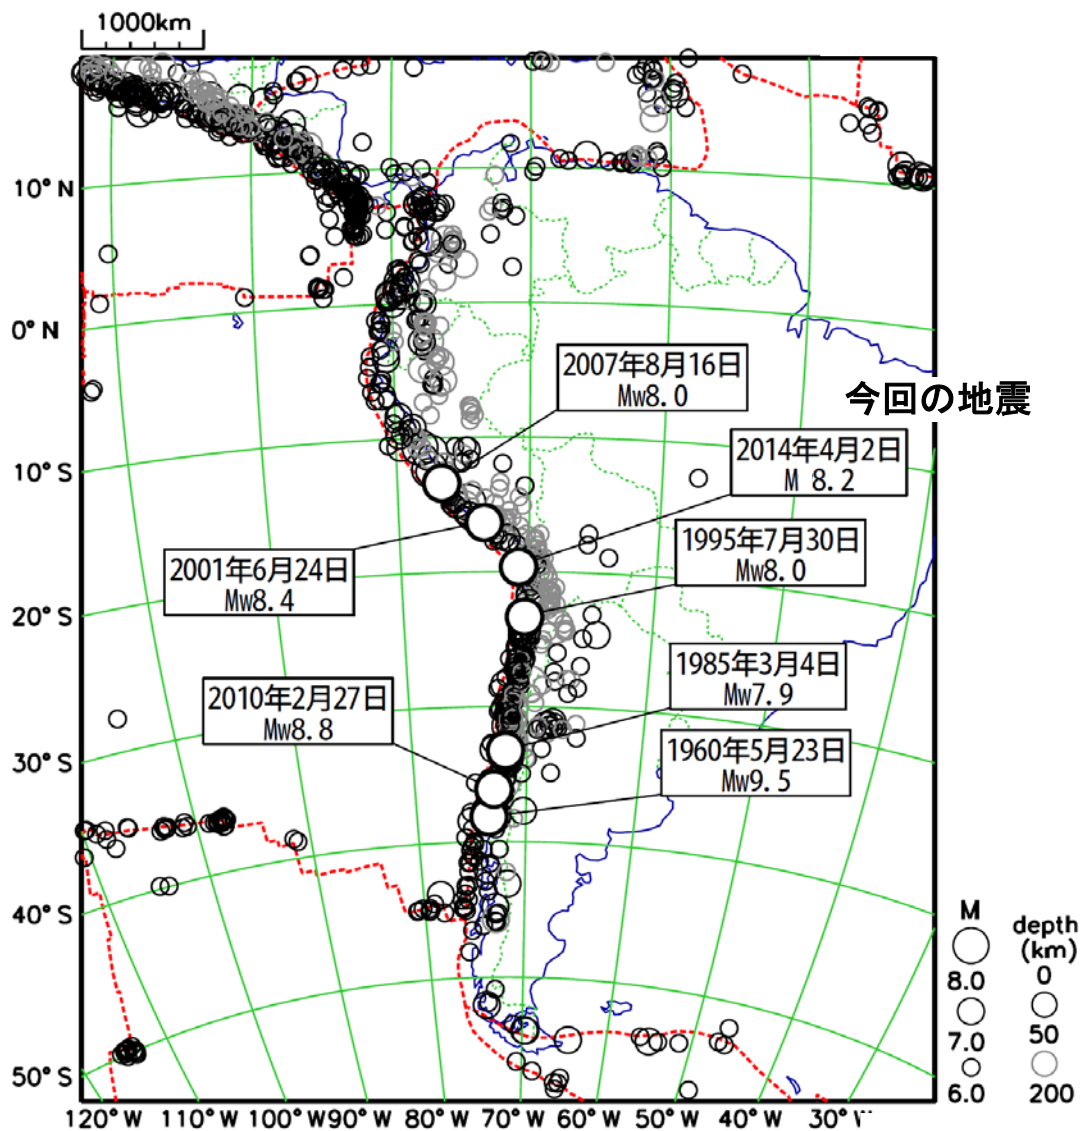 1000km
10° N
0° N
10° S
20° S
30° S
40° S
50° S
2007年8月16日
Mw8.0
今回の地震
2014年4月2日
M 8.2
1995年7月30日
Mw8.0
2001年6月24日
Mw8.4
1985年3月4日
Mw7.9
2010年2月27日
Mw8.8
1960年5月23日
Mw9.5
M
8.0
7.0
6.0
depth
(km)
0
50
200
120° W 110° W 100° W 90° W 80° W 70° W 60° W 50° W 40° W 30° W